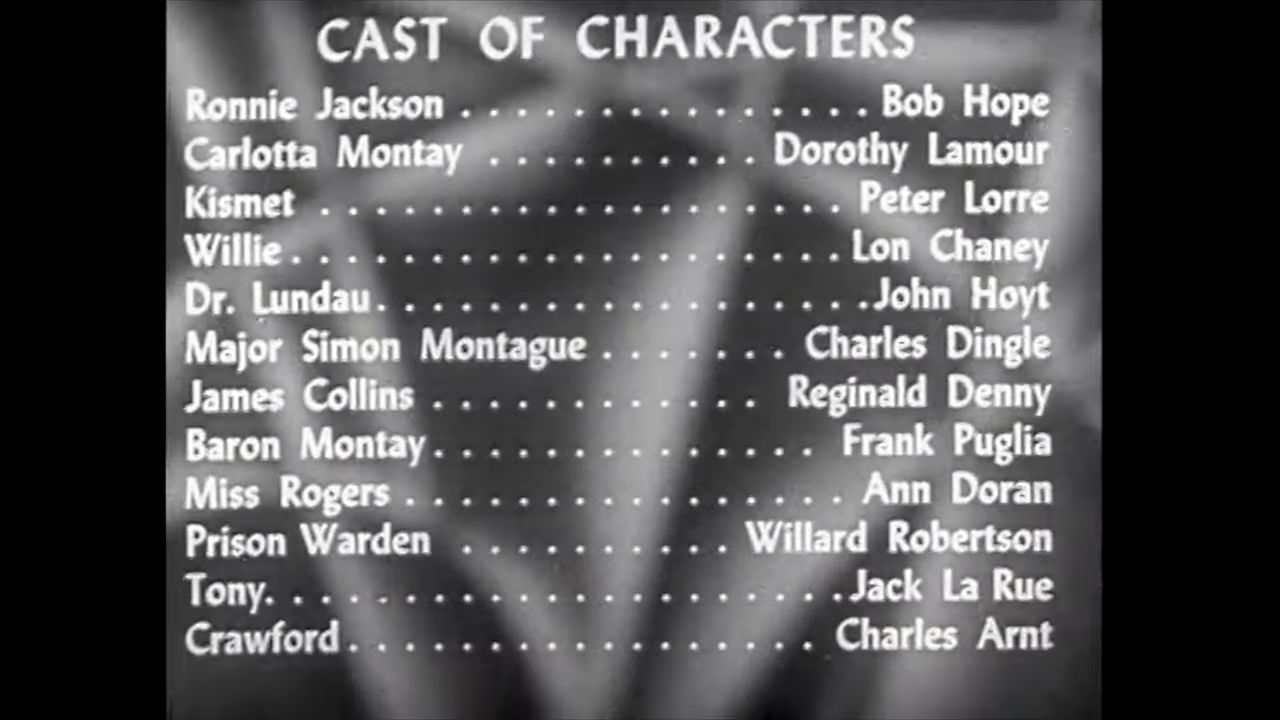 CAST OF CHARACTERS
Ronnie Jackson . . . . . . . . . . . . . . . Bob Hope
Carlotta Montay . . . . . . . . . . Dorothy Lamour
Kismet . . . . . . . . . . . . . . . . . . . Peter Lorre
Willie . . . . . . . . . . . . . . . . . . . . Lon Chaney
Dr. Lundau . . . . . . . . . . . . . . . . . . John Hoyt
Major Simon Montague . . . . . . . Charles Dingle
James Collins . . . . . . . . . . . . Reginald Denny
Baron Montay . . . . . . . . . . . . . . Frank Puglia
Miss Rogers . . . . . . . . . . . . . . . . Ann Doran
Prison Warden . . . . . . . . . . Willard Robertson
Tony . . . . . . . . . . . . . . . . . . . . . Jack La Rue
Crawford . . . . . . . . . . . . . . . . . Charles Arnt